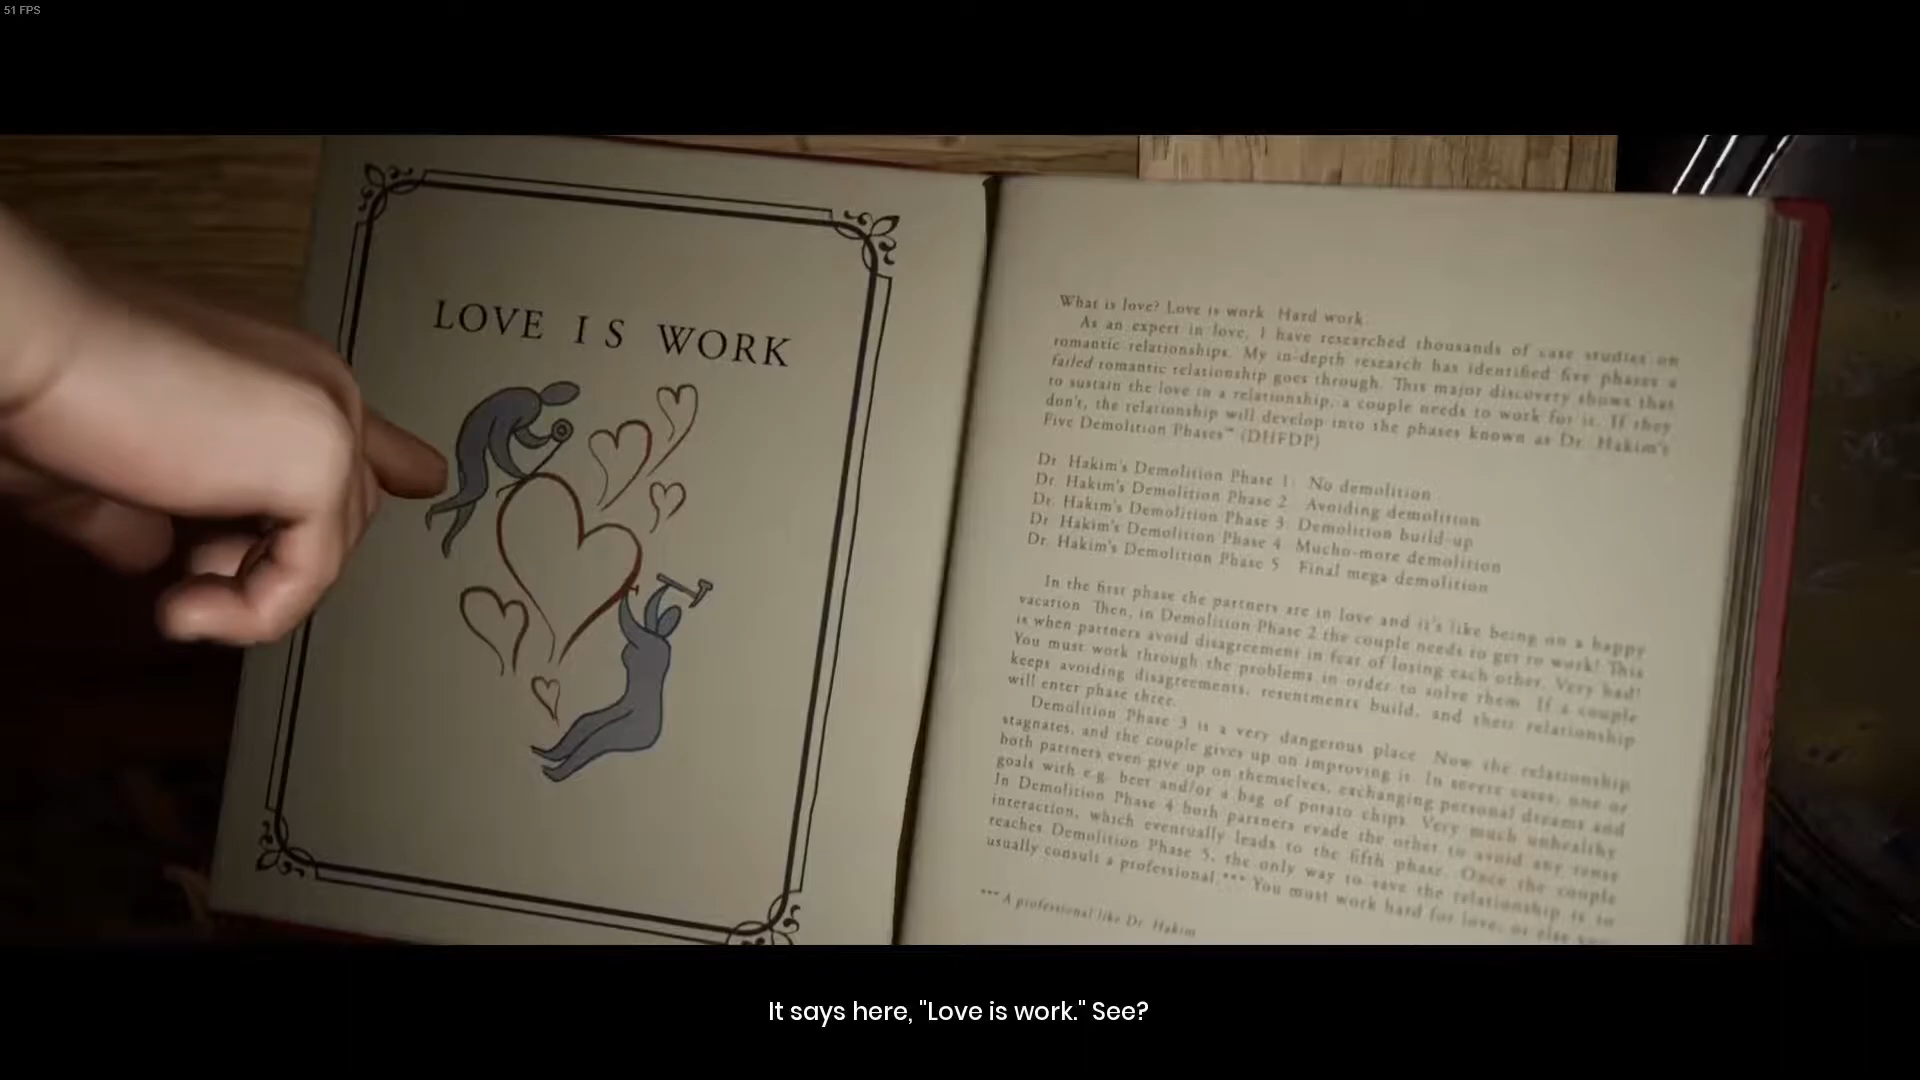 51 FPS
LOVE IS WORK
What is love? Love is work. Hard work.
As an expert in love, I have researched thousands of case studies on
romantic relationships. My in-depth research has identified five phases a
failed romantic relationship goes through. This major discovery shows that
to sustain the love in a relationship, a couple needs to work for it. If they
don't, the relationship will develop into the phases known as Dr. Hakim's
Five Demolition Phases™ (DHFDP)
Dr. Hakim's Demolition Phase 1: No demolition
Dr. Hakim's Demolition Phase 2: Avoiding demolition
Dr. Hakim's Demolition Phase 3: Demolition build-up
Dr. Hakim's Demolition Phase 4: Mucho-more demolition
Dr. Hakim's Demolition Phase 5: Final mega demolition
In the first phase the partners are in love and it's like being on a happy
vacation. Then, in Demolition Phase 2 the couple needs to get to work! This
is when partners avoid disagreement in fear of losing each other. Very bad!
You must work through the problems in order to solve them. If a couple
keeps avoiding disagreements, resentments build, and their relationship
will enter phase three.
Demolition Phase 3 is a very dangerous place. Now the relationship
stagnates, and the couple gives up on improving it. In severe cases, one or
both partners even give up on themselves, exchanging personal dreams and
goals with e.g. beer and/or a bag of potato chips. Very much unhealthy
In Demolition Phase 4 both partners evade the other to avoid any tense
interaction, which eventually leads to the fifth phase. Once the couple
reaches Demolition Phase 5, the only way to save the relationship is to
usually consult a professional.*** You must work hard for love, or else
*** A professional like Dr. Hakim
It says here, "Love is work." See?